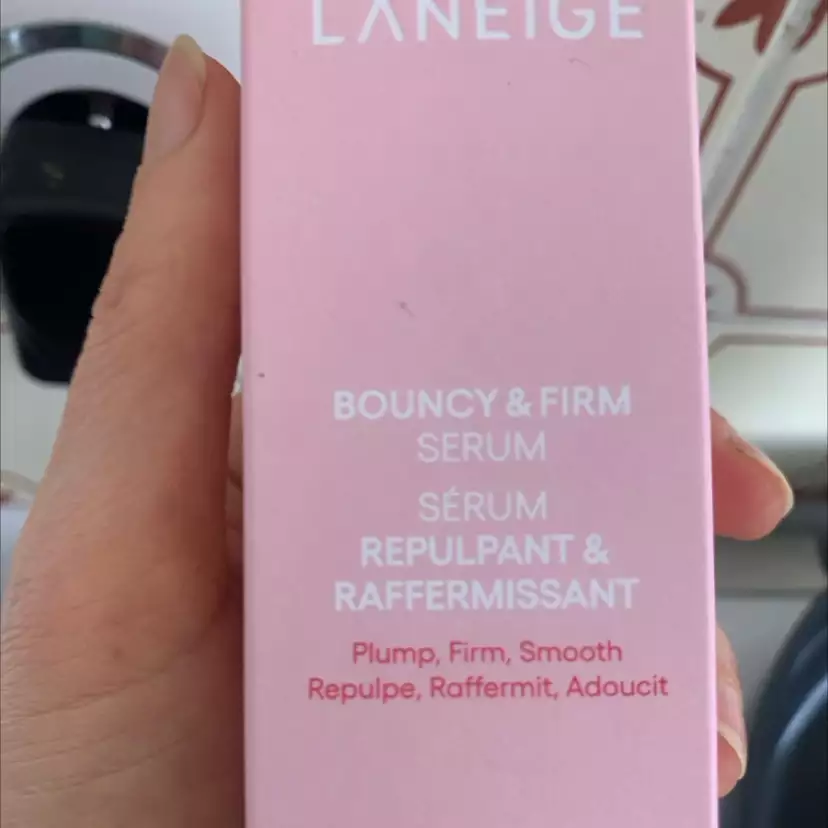 LANEIGE
BOUNCY & FIRM
SERUM
SÉRUM
REPULPANT &
RAFFERMISSANT
Plump, Firm, Smooth
Repulpe, Raffermit, Adoucit